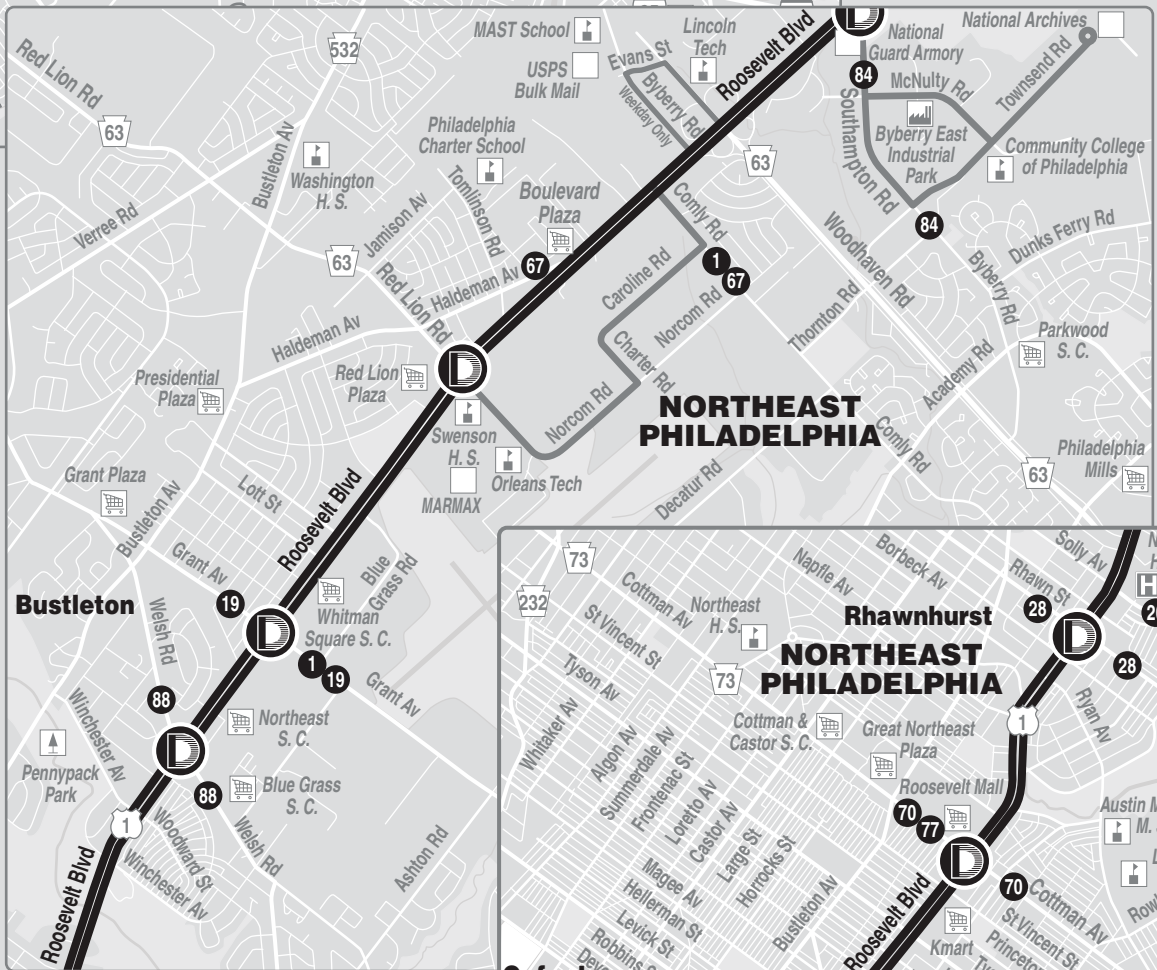 532
MAST School
USPS
Bulk Mail
Evans St
Byberry Rd
Weekday Only
Lincoln
Tech
Roosevelt Blvd
National
Guard Armory
National Archives
84
McNulty Rd
Townsend Rd
Southampton Rd
Byberry East
Industrial
Park
Community College
of Philadelphia
84
Red Lion Rd
63
Bustleton Av
Washington
H. S.
Philadelphia
Charter School
Tomlinson Rd
Boulevard
Plaza
Jamison Av
Verree Rd
63
Red Lion Rd
67
Haldeman Av
Haldeman Av
63
Comly Rd
1
67
Caroline Rd
Norcom Rd
Woodhaven Rd
Thornton Rd
Dunks Ferry Rd
Byberry Rd
Parkwood
S. C.
Academy Rd
Charter Rd
Norcom Rd
Presidential
Plaza
Red Lion
Plaza
D
D
NORTHEAST
PHILADELPHIA
Comly Rd
63
Philadelphia
Mills
Swenson
H. S.
Orleans Tech
MARMAX
Decatur Rd
Grant Plaza
Lott St
Bustleton Av
Roosevelt Blvd
Grant Av
Blue
Grass Rd
Bustleton
19
D
Whitman
Square S. C.
1
19
Grant Av
Welsh Rd
88
Winchester Av
D
Northeast
S. C.
Pennypack
Park
88
Blue Grass
S. C.
1
Woodward St
Welsh Rd
Winchester Av
Ashton Rd
Roosevelt Blvd
73
232
Cottman Av
St Vincent St
Northeast
H. S.
Napfle Av
Borbeck Av
Rhawn St
Solly Av
H
Rhawnhurst
28
D
28
NORTHEAST
PHILADELPHIA
73
Tyson Av
Whitaker Av
Cottman &
Castor S. C.
Great Northeast
Plaza
1
Ryan Av
Algon Av
Summerdale Av
Frontenac St
Loretto Av
Castor Av
Large St
Horrocks St
Roosevelt Mall
70
77
D
70
Cottman Av
Magee Av
Hellerman St
Levick St
Bustleton Av
Roosevelt Blvd
Kmart
St Vincent St